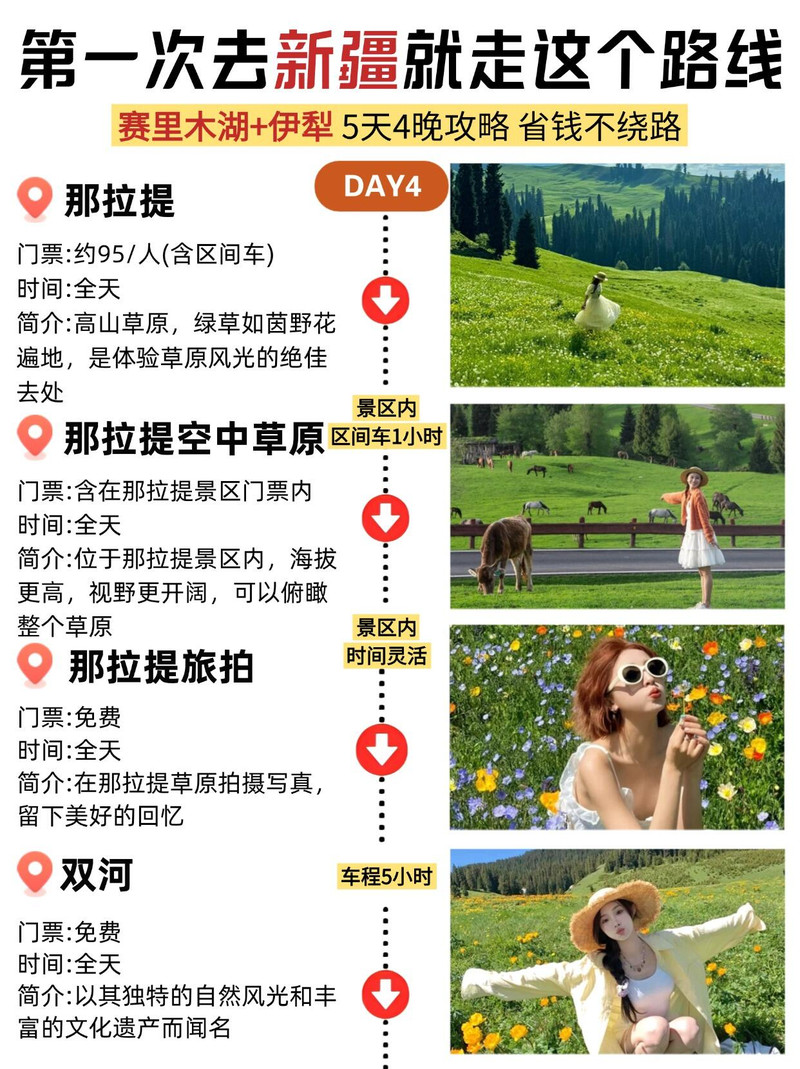 第一次去新疆就走这个路线
赛里木湖+伊犁 5天4晚攻略 省钱不绕路
DAY4
那拉提
门票:约95/人(含区间车)
时间:全天
简介:高山草原，绿草如茵野花
遍地，是体验草原风光的绝佳
去处
景区内
区间车1小时
那拉提空中草原
门票:含在那拉提景区门票内
时间:全天
简介:位于那拉提景区内，海拔
更高，视野更开阔，可以俯瞰
整个草原
景区内
时间灵活
那拉提旅拍
门票:免费
时间:全天
简介:在那拉提草原拍摄写真，
留下美好的回忆
车程5小时
双河
门票:免费
时间:全天
简介:以其独特的自然风光和丰
富的文化遗产而闻名